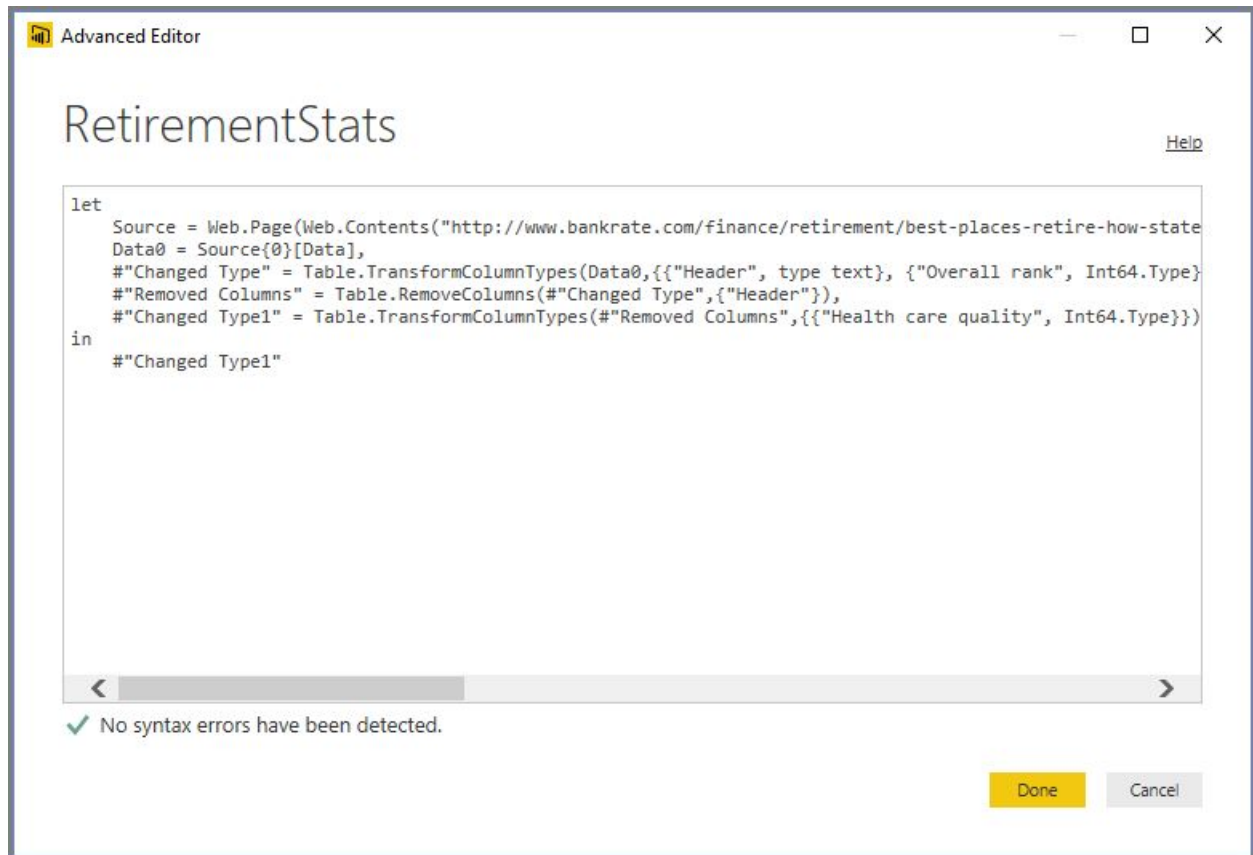 Advanced Editor
RetirementStats
Help
let
    Source = Web.Page(Web.Contents("http://www.bankrate.com/finance/retirement/best-places-retire-how-state
    Data0 = Source{0}[Data],
    #"Changed Type" = Table.TransformColumnTypes(Data0,{{"Header", type text}, {"Overall rank", Int64.Type}
    #"Removed Columns" = Table.RemoveColumns(#"Changed Type",{"Header"}),
    #"Changed Type1" = Table.TransformColumnTypes(#"Removed Columns",{{"Health care quality", Int64.Type}})
in
    #"Changed Type1"
No syntax errors have been detected.
Done Cancel